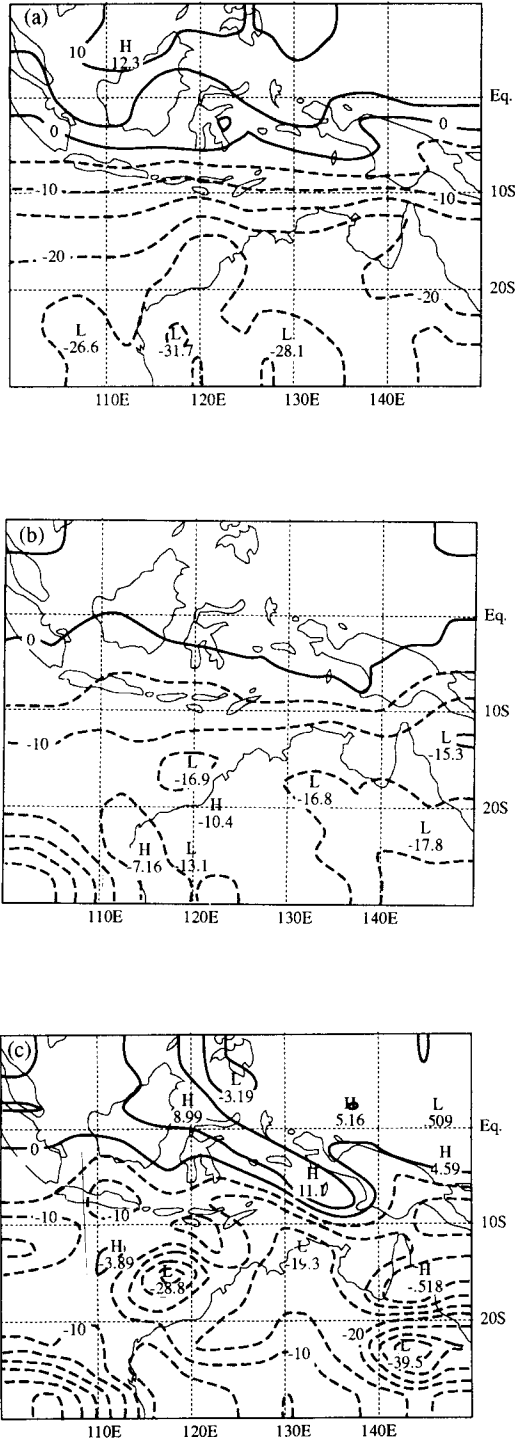 (a)
10
H
12.3
Eq.
0
0
-10
-10
10S
-20
-20
20S
L
-26.6
L
-31.7
L
-28.1
110E 120E 130E 140E
(b)
0
Eq.
-10
10S
L
-15.3
L
-16.9
L
-16.8
H
-10.4
20S
L
-17.8
H
-7.16
L
-13.1
110E 120E 130E 140E
(c)
L
-3.19
H
8.99
H
5.16
L
.509
Eq.
0
H
4.59
H
11.1
-10
-10
10S
H
-3.89
L
-19.3
L
-28.8
H
-.518
20S
-10
-20
-10
L
-39.5
110E 120E 130E 140E